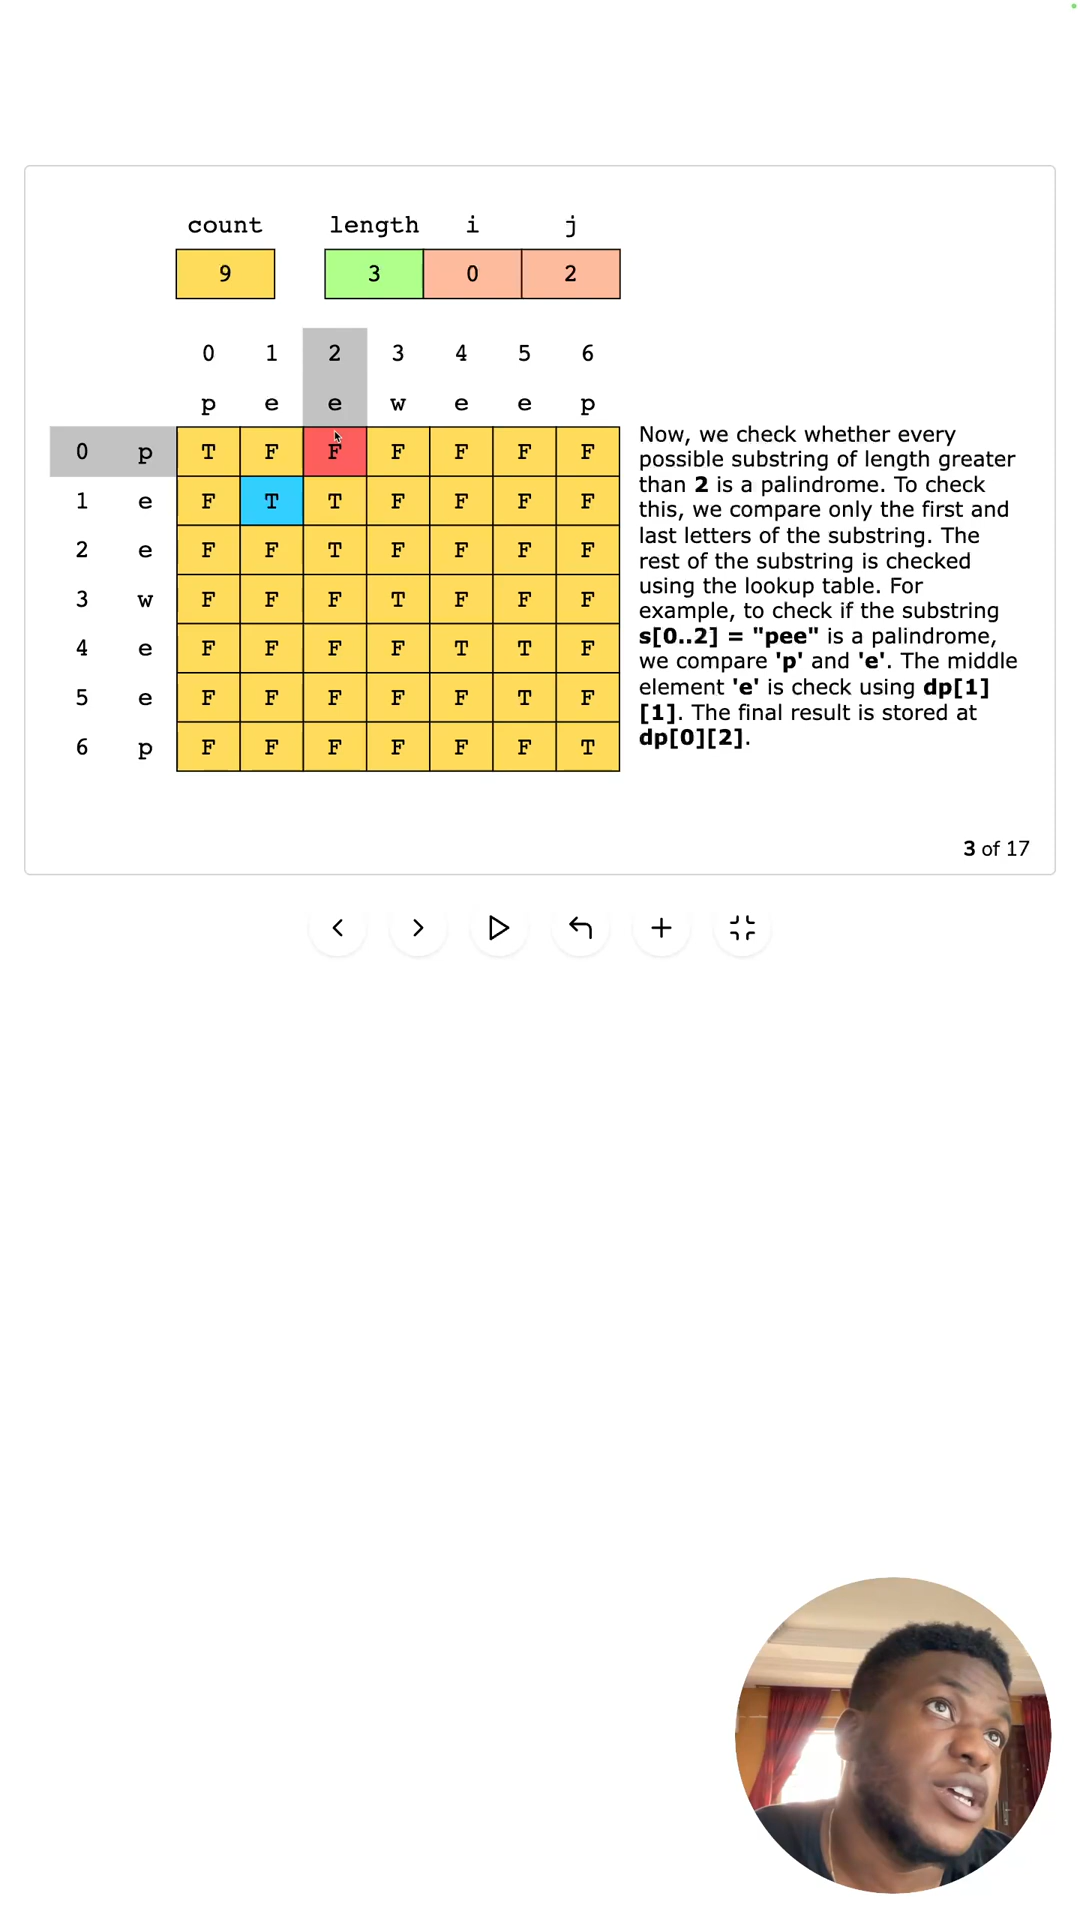 count length i j
9 3 0 2
0 1 2 3 4 5 6
p e e w e e p
0 p T F F F F F F
1 e F T T F F F F
2 e F F T F F F F
3 w F F F T F F F
4 e F F F F T T F
5 e F F F F F T F
6 p F F F F F F T
Now, we check whether every
possible substring of length greater
than 2 is a palindrome. To check
this, we compare only the first and
last letters of the substring. The
rest of the substring is checked
using the lookup table. For
example, to check if the substring
s[0..2] = "pee" is a palindrome,
we compare 'p' and 'e'. The middle
element 'e' is check using dp[1]
[1]. The final result is stored at
dp[0][2].
3 of 17